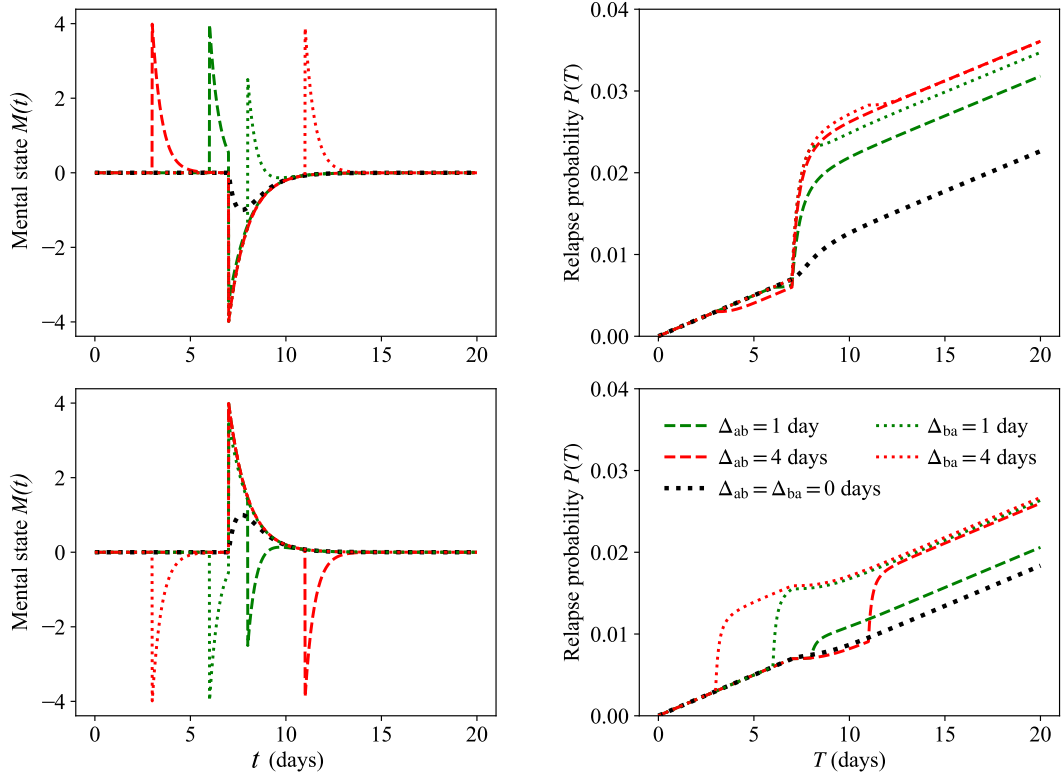 4
2
0
−2
−4
Mental state M(t)
0 5 10 15 20
0.04
0.03
0.02
0.01
0.00
Relapse probability P(T)
0 5 10 15 20
4
2
0
−2
−4
Mental state M(t)
0 5 10 15 20
t (days)
0.04
0.03
0.02
0.01
0.00
Relapse probability P(T)
Δab = 1 day Δba = 1 day
Δab = 4 days Δba = 4 days
Δab = Δba = 0 days
0 5 10 15 20
T (days)